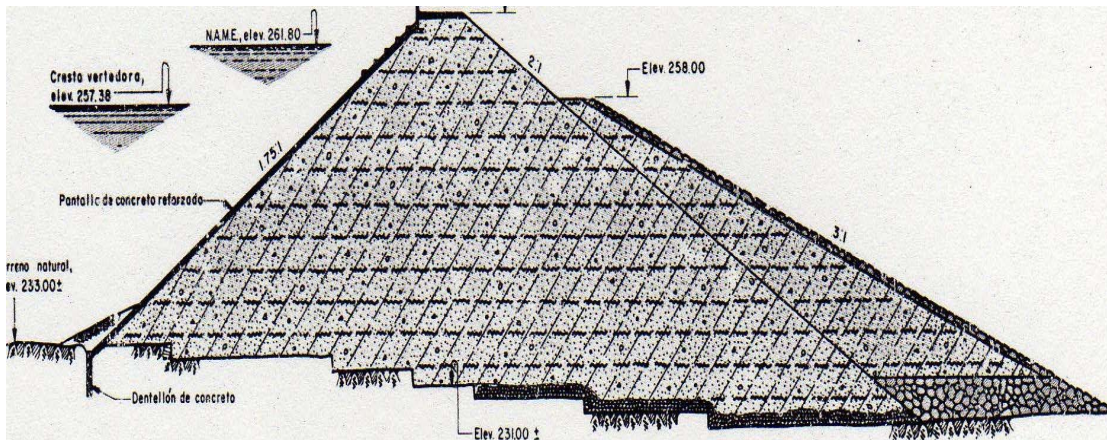 N.A.M.E., elev. 261.80
Cresta vertedora,
elev. 257.38
2:1
Elev. 258.00
1.75:1
Pantalla de concreto reforzado
3:1
rreno natural,
ev. 233.00±
Dentellón de concreto
Elev. 231.00 ±